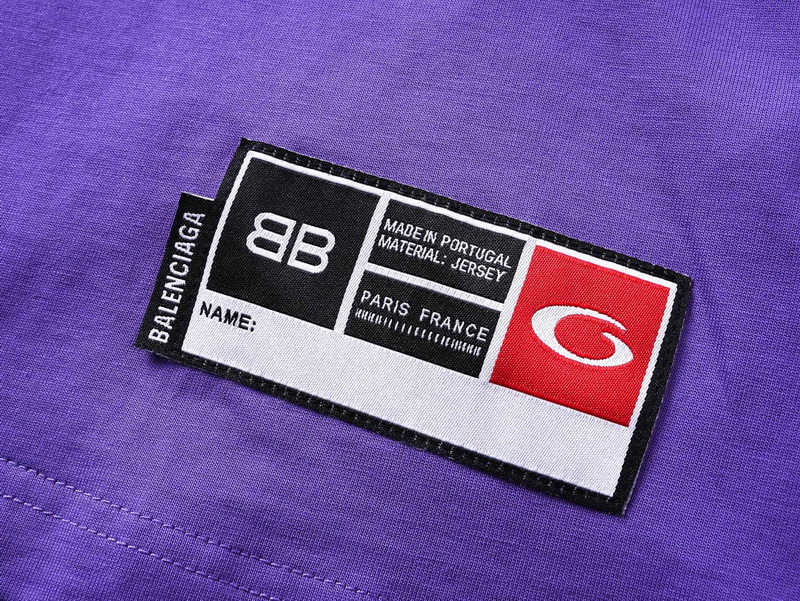 BALENCIAGA
BB
MADE IN PORTUGAL
MATERIAL: JERSEY
PARIS FRANCE
G
NAME: